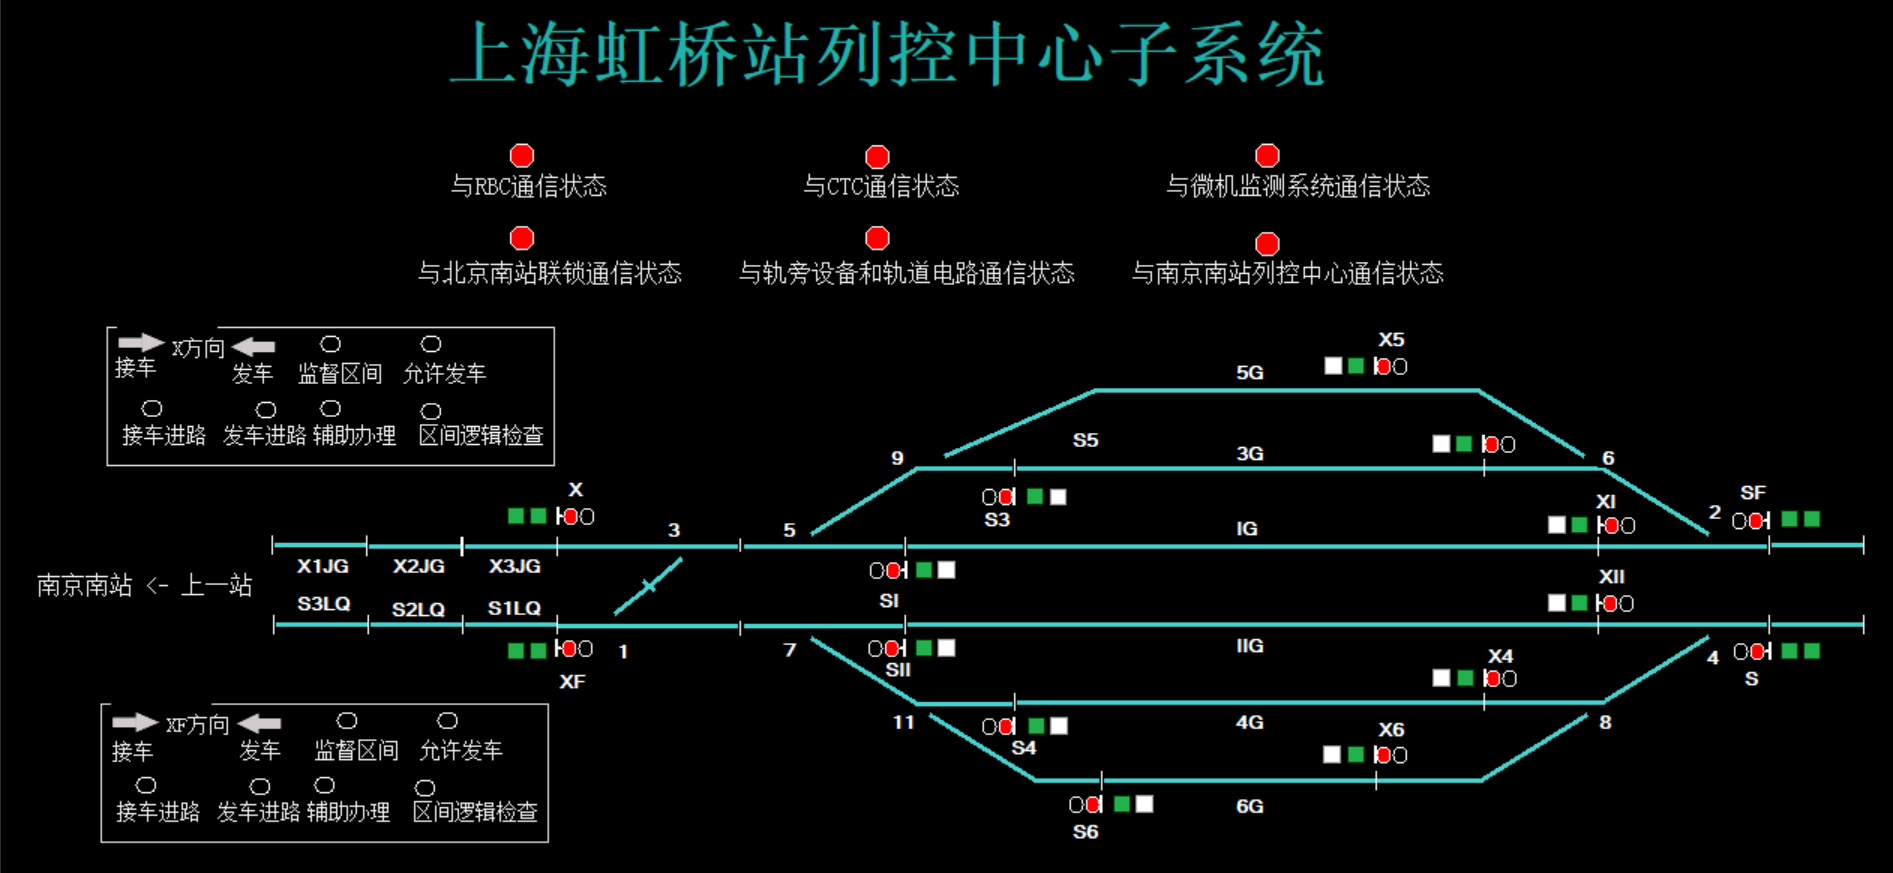 上海虹桥站列控中心子系统
与RBC通信状态
与CTC通信状态
与微机监测系统通信状态
与北京南站联锁通信状态
与轨旁设备和轨道电路通信状态
与南京南站列控中心通信状态
接车
X方向
发车
监督区间
允许发车
接车进路
发车进路
辅助办理
区间逻辑检查
X5
5G
S5
3G
9
6
X
S3
XI
SF
2
3
5
IG
X1JG
X2JG
X3JG
南京南站 <- 上一站
SI
XII
S3LQ
S2LQ
S1LQ
1
7
SII
IIG
X4
4
S
XF
接车
XF方向
发车
监督区间
允许发车
接车进路
发车进路
辅助办理
区间逻辑检查
11
S4
4G
X6
8
S6
6G